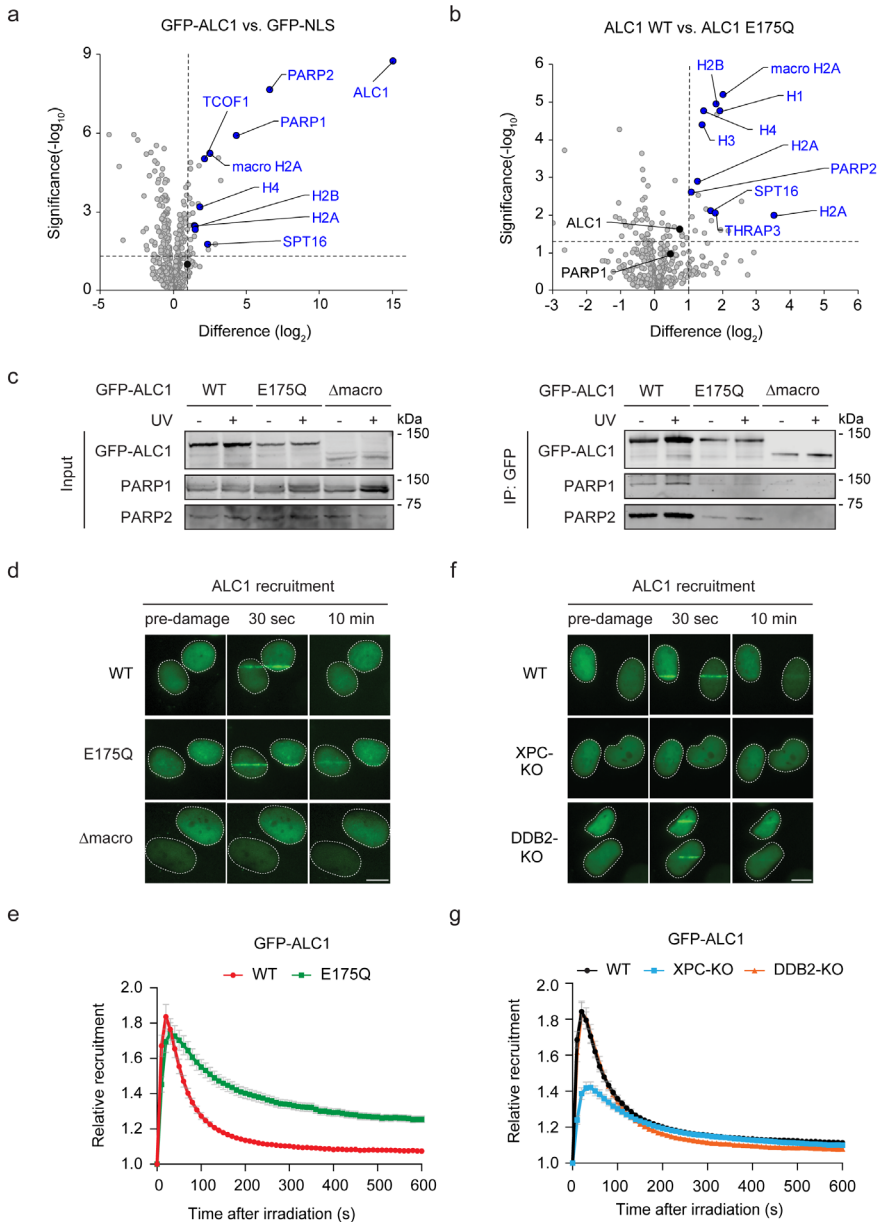 a
GFP-ALC1 vs. GFP-NLS
Significance(-log10)
9
6
3
0
-5
0
5
10
15
Difference (log2)
PARP2
ALC1
TCOF1
PARP1
macro H2A
H4
H2B
H2A
SPT16
b
ALC1 WT vs. ALC1 E175Q
Significance(-log10)
6
5
4
3
2
1
0
-3
-2
-1
0
1
2
3
4
5
6
Difference (log2)
H2B
macro H2A
H1
H4
H3
H2A
PARP2
SPT16
ALC1
H2A
THRAP3
PARP1
c
GFP-ALC1 WT E175Q Δmacro
UV - + - + - + kDa
Input
GFP-ALC1
- 150
PARP1
- 150
- 75
PARP2
GFP-ALC1 WT E175Q Δmacro
UV - + - + - + kDa
IP: GFP
GFP-ALC1
- 150
PARP1
- 150
- 75
PARP2
d
ALC1 recruitment
pre-damage 30 sec 10 min
WT
E175Q
Δmacro
f
ALC1 recruitment
pre-damage 30 sec 10 min
WT
XPC-
KO
DDB2-
KO
e
GFP-ALC1
WT E175Q
Relative recruitment
2.0
1.8
1.6
1.4
1.2
1.0
0 100 200 300 400 500 600
Time after irradiation (s)
g
GFP-ALC1
WT XPC-KO DDB2-KO
Relative recruitment
2.0
1.8
1.6
1.4
1.2
1.0
0 100 200 300 400 500 600
Time after irradiation (s)